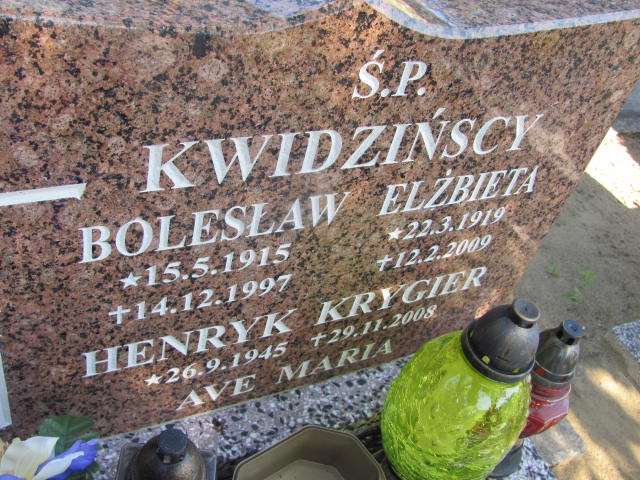 Ś.P.
KWIDZIŃSCY
BOLESŁAW ELŻBIETA
★15.5.1915 ★22.3.1919
✝14.12.1997 ✝12.2.2009
HENRYK KRYGIER
★26.9.1945 ✝29.11.2008
AVE MARIA